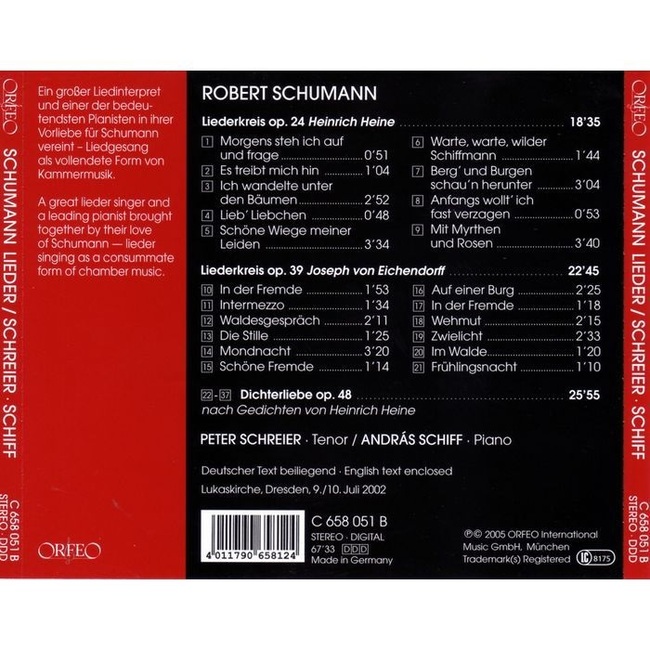 ORFEO
SCHUMANN LIEDER / SCHREIER · SCHIFF
C 658 051 B
STEREO · DDD
Ein großer Liedinterpret
und einer der bedeu-
tendsten Pianisten in ihrer
Vorliebe für Schumann
vereint – Liedgesang
als vollendete Form von
Kammermusik.
A great lieder singer and
a leading pianist brought
together by their love
of Schumann — lieder
singing as a consummate
form of chamber music.
ORFEO
ROBERT SCHUMANN
Liederkreis op. 24 Heinrich Heine 18'35
1 Morgens steh ich auf
und frage 0'51
2 Es treibt mich hin 1'04
3 Ich wandelte unter
den Bäumen 2'52
4 Lieb' Liebchen 0'48
5 Schöne Wiege meiner
Leiden 3'34
6 Warte, warte, wilder
Schiffmann 1'44
7 Berg' und Burgen
schau'n herunter 3'04
8 Anfangs wollt' ich
fast verzagen 0'53
9 Mit Myrthen
und Rosen 3'40
Liederkreis op. 39 Joseph von Eichendorff 22'45
10 In der Fremde 1'53
11 Intermezzo 1'34
12 Waldesgespräch 2'11
13 Die Stille 1'25
14 Mondnacht 3'20
15 Schöne Fremde 1'14
16 Auf einer Burg 2'25
17 In der Fremde 1'18
18 Wehmut 2'15
19 Zwielicht 2'33
20 Im Walde 1'20
21 Frühlingsnacht 1'10
22 - 37 Dichterliebe op. 48 25'55
nach Gedichten von Heinrich Heine
PETER SCHREIER · Tenor / ANDRÁS SCHIFF · Piano
Deutscher Text beiliegend · English text enclosed
Lukaskirche, Dresden, 9./10. Juli 2002
4 011790 658124
C 658 051 B
STEREO · DIGITAL
67'33 DDD
Made in Germany
℗© 2005 ORFEO International
Music GmbH, München
Trademark(s) Registered
LC 8175
ORFEO
SCHUMANN LIEDER / SCHREIER · SCHIFF
C 658 051 B
STEREO · DDD